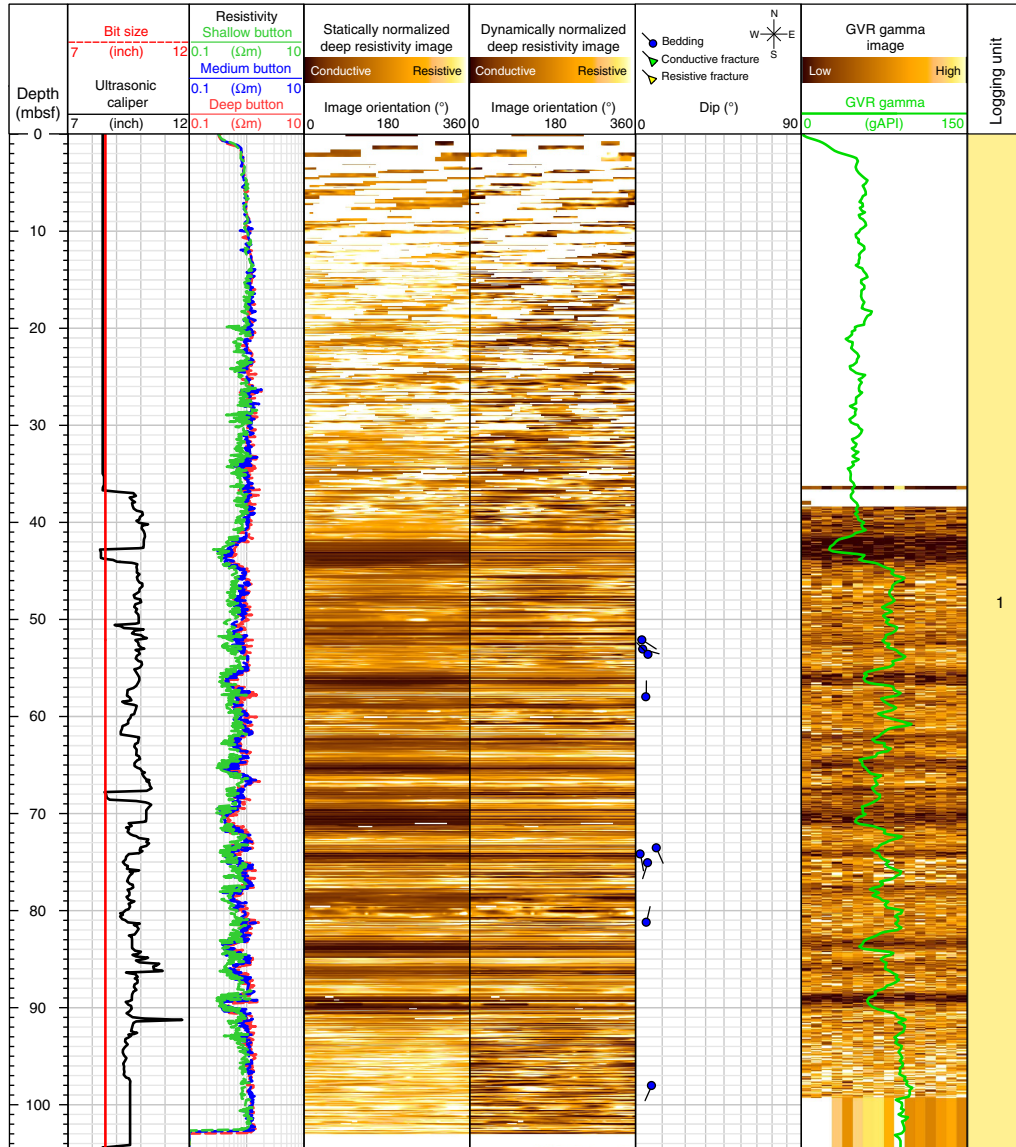 Depth
(mbsf)
Bit size
7 (inch) 12
Ultrasonic
caliper
7 (inch) 12
Resistivity
Shallow button
0.1 (Ωm) 10
Medium button
0.1 (Ωm) 10
Deep button
0.1 (Ωm) 10
Statically normalized
deep resistivity image
Conductive Resistive
Image orientation (°)
0 180 360
Dynamically normalized
deep resistivity image
Conductive Resistive
Image orientation (°)
0 180 360
Bedding
Conductive fracture
Resistive fracture
N
W E
S
Dip (°)
0 90
GVR gamma
image
Low High
GVR gamma
0 (gAPI) 150
Logging unit
0
10
20
30
40
50
60
70
80
90
100
1